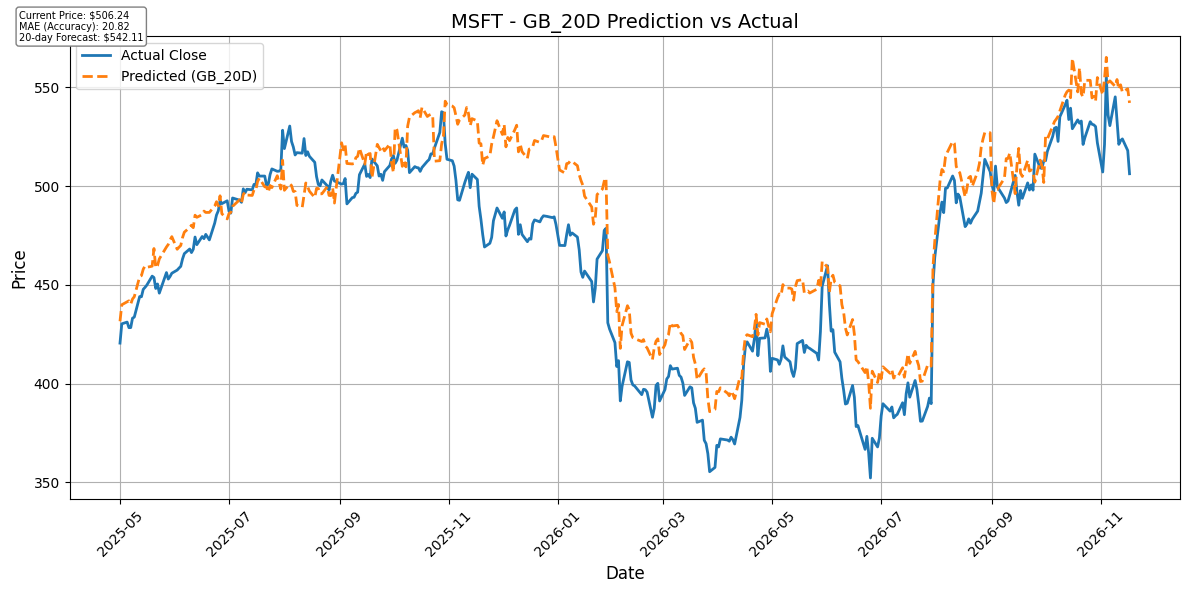 MSFT - GB_20D Prediction vs Actual
Current Price: $506.24
MAE (Accuracy): 20.82
20-day Forecast: $542.11
Actual Close
Predicted (GB_20D)
Price
550
500
450
400
350
2025-05
2025-07
2025-09
2025-11
2026-01
2026-03
2026-05
2026-07
2026-09
2026-11
Date